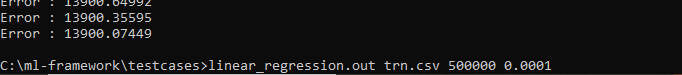 Error : 13900.64992
Error : 13900.35595
Error : 13900.07449
C:\ml-framework\testcases>linear_regression.out trn.csv 500000 0.0001